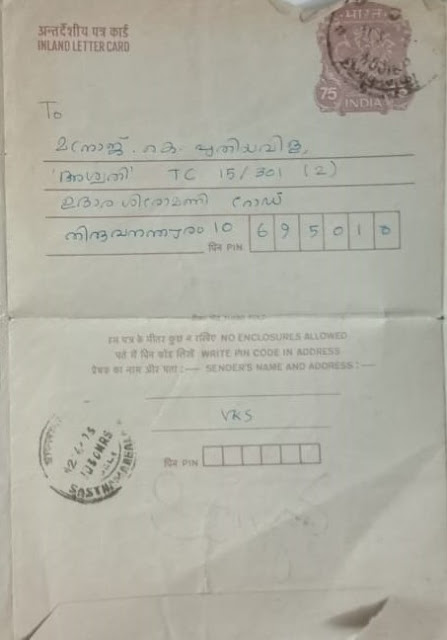 अन्तर्देशीय पत्र कार्ड
INLAND LETTER CARD
भारत
75 75
INDIA
To
മനോജ്. കെ. പുതിയവിള,
'അശ്വതി' TC 15/301 (2)
ഉദാരശിരോമണി റോഡ്
തിരുവനന്തപുരം 10
पिन PIN 695010
इस पत्र के भीतर कुछ न रखिए NO ENCLOSURES ALLOWED
पते में पिन कोड लिखें WRITE PIN CODE IN ADDRESS
प्रेषक का नाम और पता :— SENDER'S NAME AND ADDRESS :—
VKS
पिन PIN
SASTHAMANGALAM